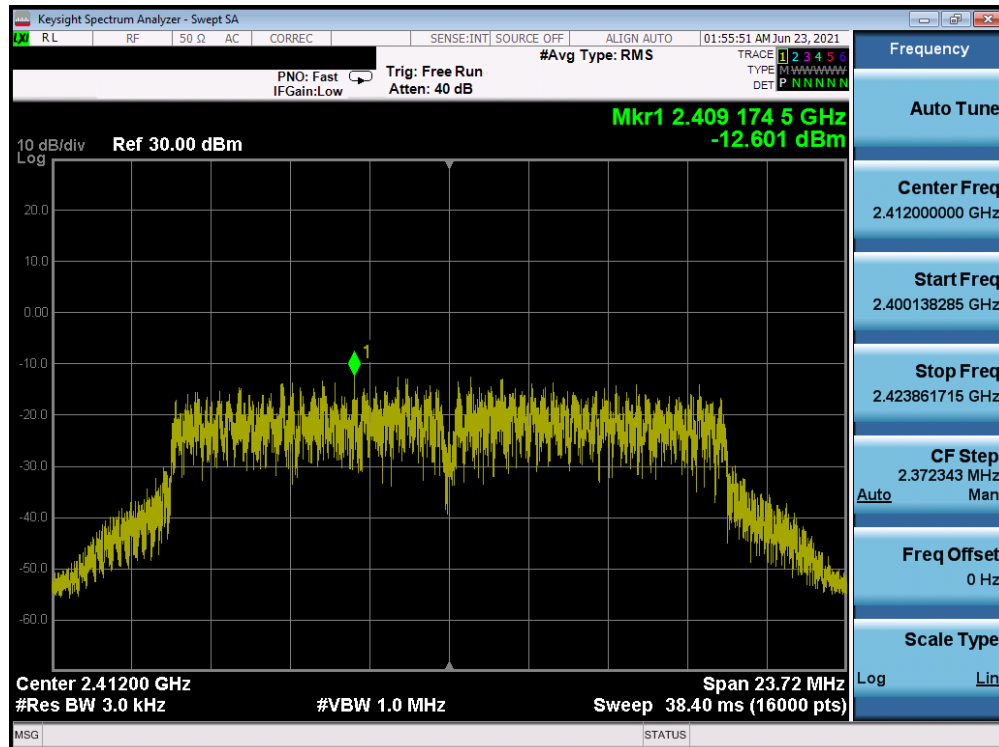 Keysight Spectrum Analyzer - Swept SA
LXI RL RF 50 Ω AC CORREC SENSE:INT SOURCE OFF ALIGN AUTO 01:55:51 AM Jun 23, 2021
#Avg Type: RMS
TRACE 1 2 3 4 5 6
TYPE M WWWWW
DET P N N N N N
PNO: Fast
IFGain:Low
Trig: Free Run
Atten: 40 dB
Mkr1 2.409 174 5 GHz
-12.601 dBm
10 dB/div
Log
Ref 30.00 dBm
1
20.0
10.0
0.00
-10.0
-20.0
-30.0
-40.0
-50.0
-60.0
Center 2.41200 GHz
Span 23.72 MHz
#Res BW 3.0 kHz
#VBW 1.0 MHz
Sweep 38.40 ms (16000 pts)
MSG
STATUS
Frequency
Auto Tune
Center Freq
2.412000000 GHz
Start Freq
2.400138285 GHz
Stop Freq
2.423861715 GHz
CF Step
2.372343 MHz
Auto Man
Freq Offset
0 Hz
Scale Type
Log Lin